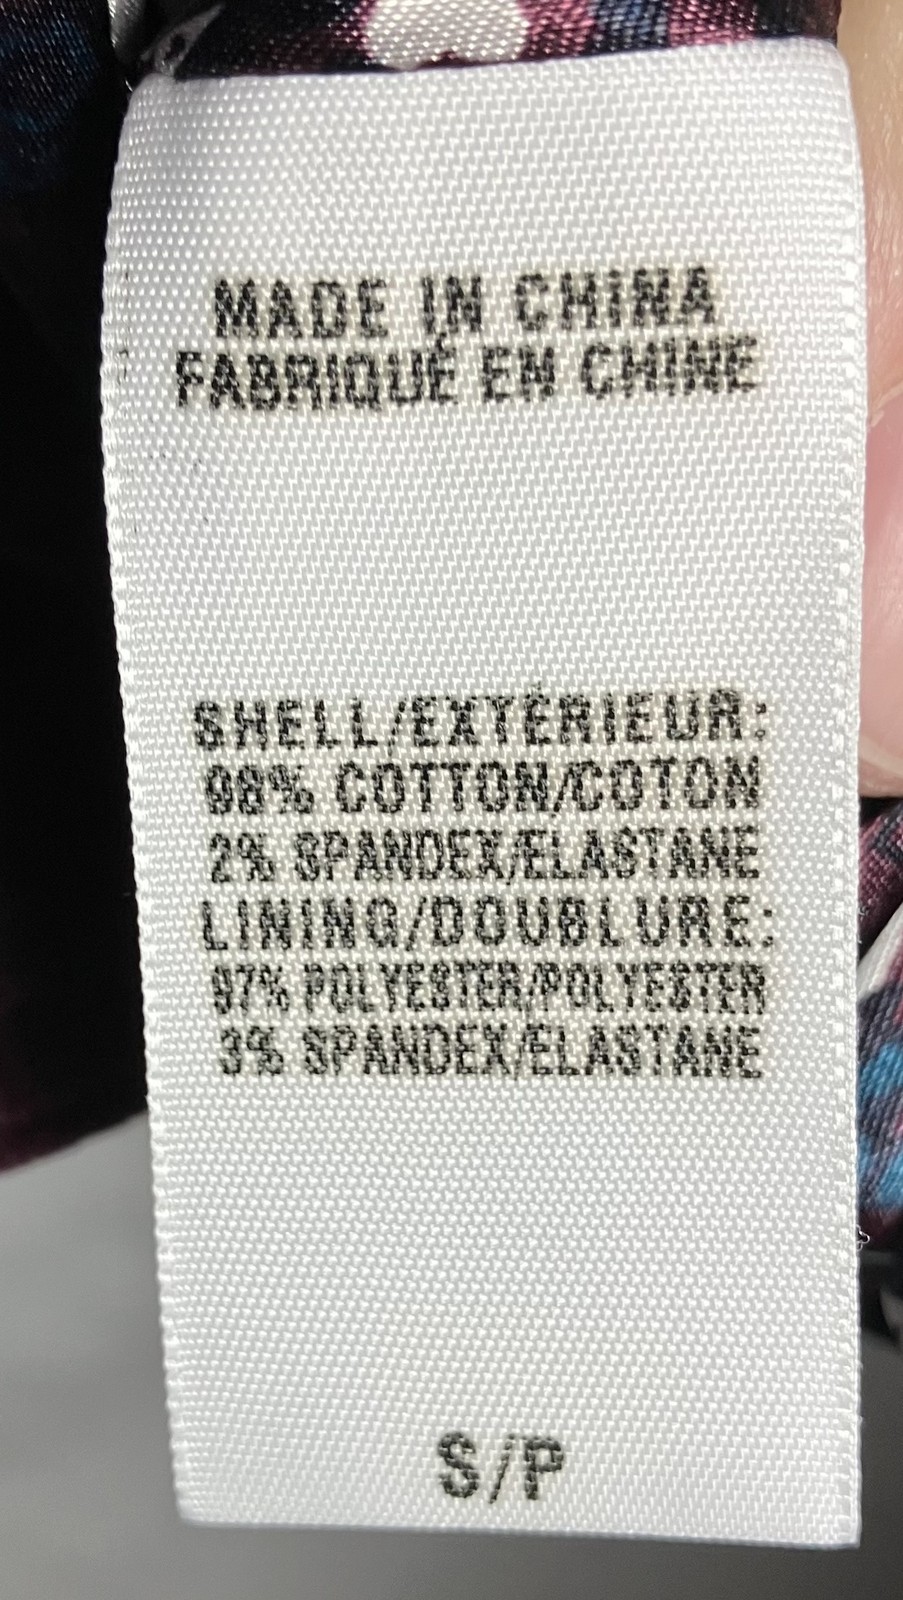 MADE IN CHINA
FABRIQUÉ EN CHINE
SHELL/EXTÉRIEUR:
98% COTTON/COTON
2% SPANDEX/ELASTANE
LINING/DOUBLURE:
97% POLYESTER/POLYESTER
3% SPANDEX/ELASTANE
S/P